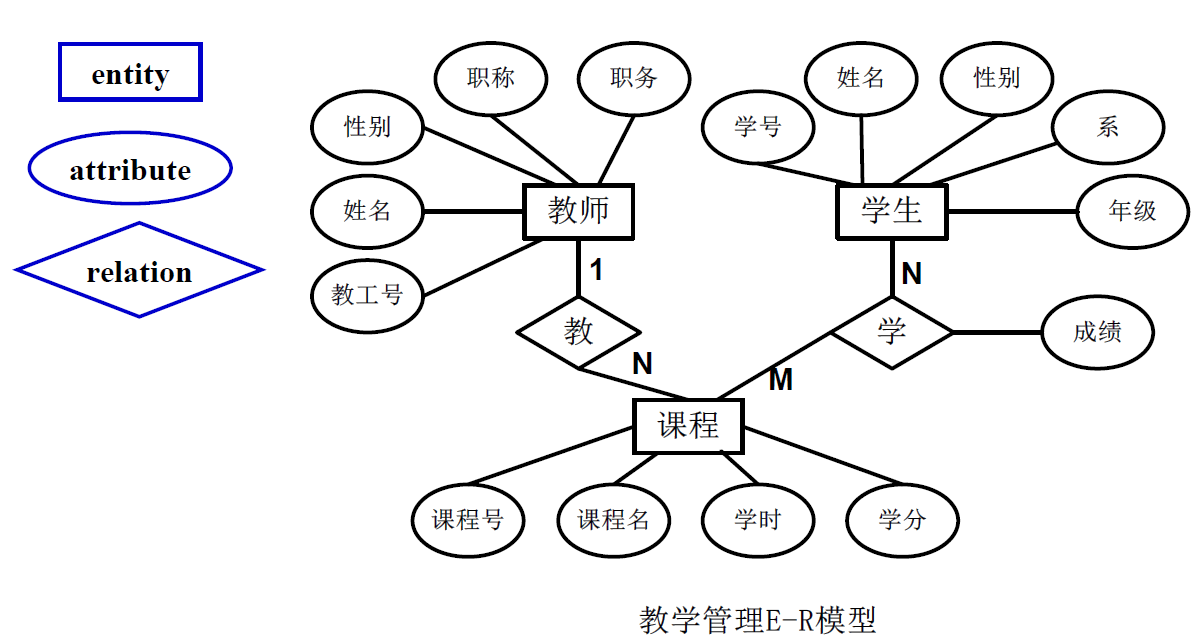 entity
attribute
relation
职称
职务
性别
姓名
教工号
教师
1
教
N
学号
姓名
性别
系
年级
学生
N
学
成绩
M
课程
课程号
课程名
学时
学分
教学管理E-R模型